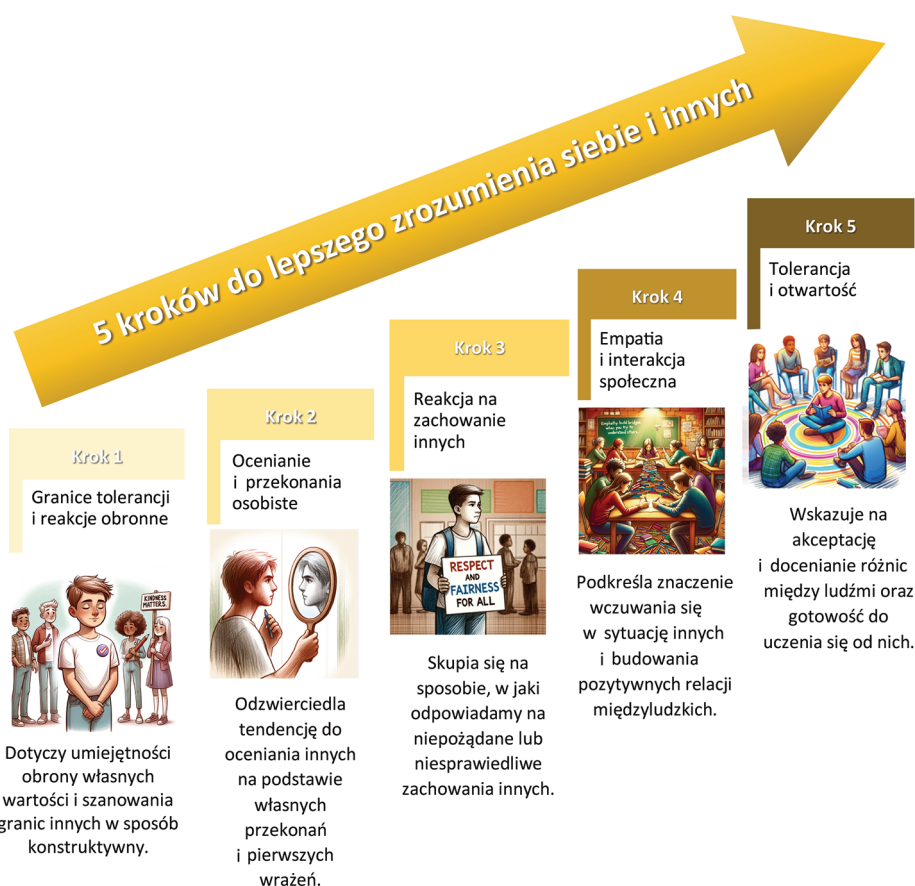 5 kroków do lepszego zrozumienia siebie i innych
Krok 1
Granice tolerancji
i reakcje obronne
KINDNESS
MATTERS.
Dotyczy umiejętności
obrony własnych
wartości i szanowania
granic innych w sposób
konstruktywny.
Krok 2
Ocenianie
i przekonania
osobiste
Odzwierciedla
tendencję do
oceniania innych
na podstawie
własnych
przekonań
i pierwszych
wrażeń.
Krok 3
Reakcja na
zachowanie
innych
RESPECT
AND
FAIRNESS
FOR ALL
Skupia się na
sposobie, w jaki
odpowiadamy na
niepożądane lub
niesprawiedliwe
zachowania innych.
Krok 4
Empatia
i interakcja
społeczna
Podkreśla znaczenie
wczuwania się
w sytuację innych
i budowania
pozytywnych relacji
międzyludzkich.
Krok 5
Tolerancja
i otwartość
Wskazuje na
akceptację
i docenianie różnic
między ludźmi oraz
gotowość do
uczenia się od nich.